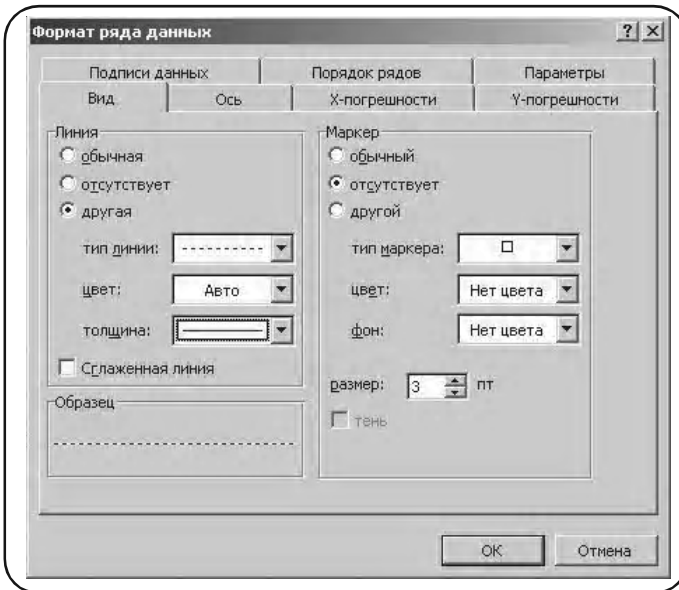 Формат ряда данных
Подписи данных Порядок рядов Параметры
Вид Ось X-погрешности Y-погрешности
Линия
обычная
отсутствует
другая
тип линии:
цвет: Авто
толщина:
Сглаженная линия
Образец
Маркер
обычный
отсутствует
другой
тип маркера:
цвет: Нет цвета
фон: Нет цвета
размер: 3 пт
тень
ОК Отмена